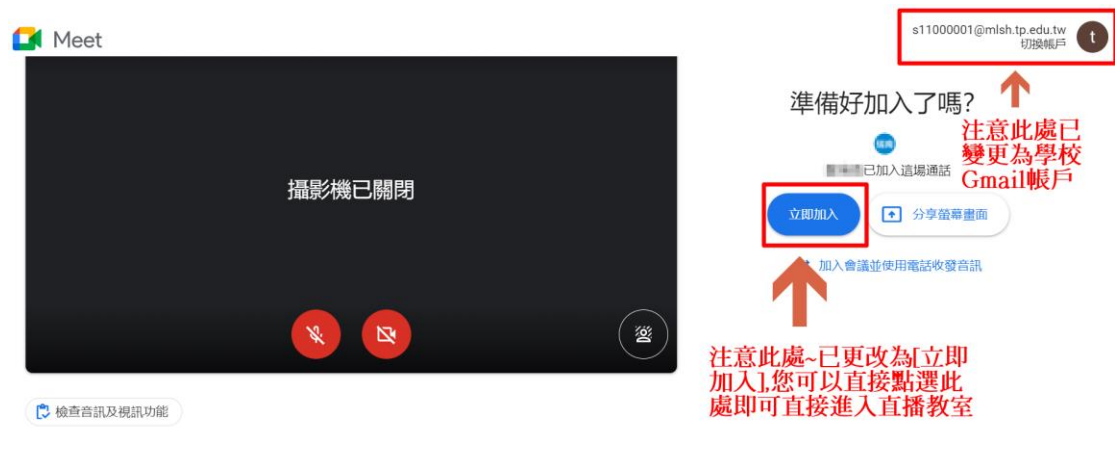 Meet
s11000001@mlsh.tp.edu.tw
切換帳戶
t
準備好加入了嗎?
注意此處已
變更為學校
Gmail帳戶
已加入這場通話
攝影機已關閉
立即加入
分享螢幕畫面
加入會議並使用電話收發音訊
注意此處~已更改為[立即
加入],您可以直接點選此
處即可直接進入直播教室
檢查音訊及視訊功能